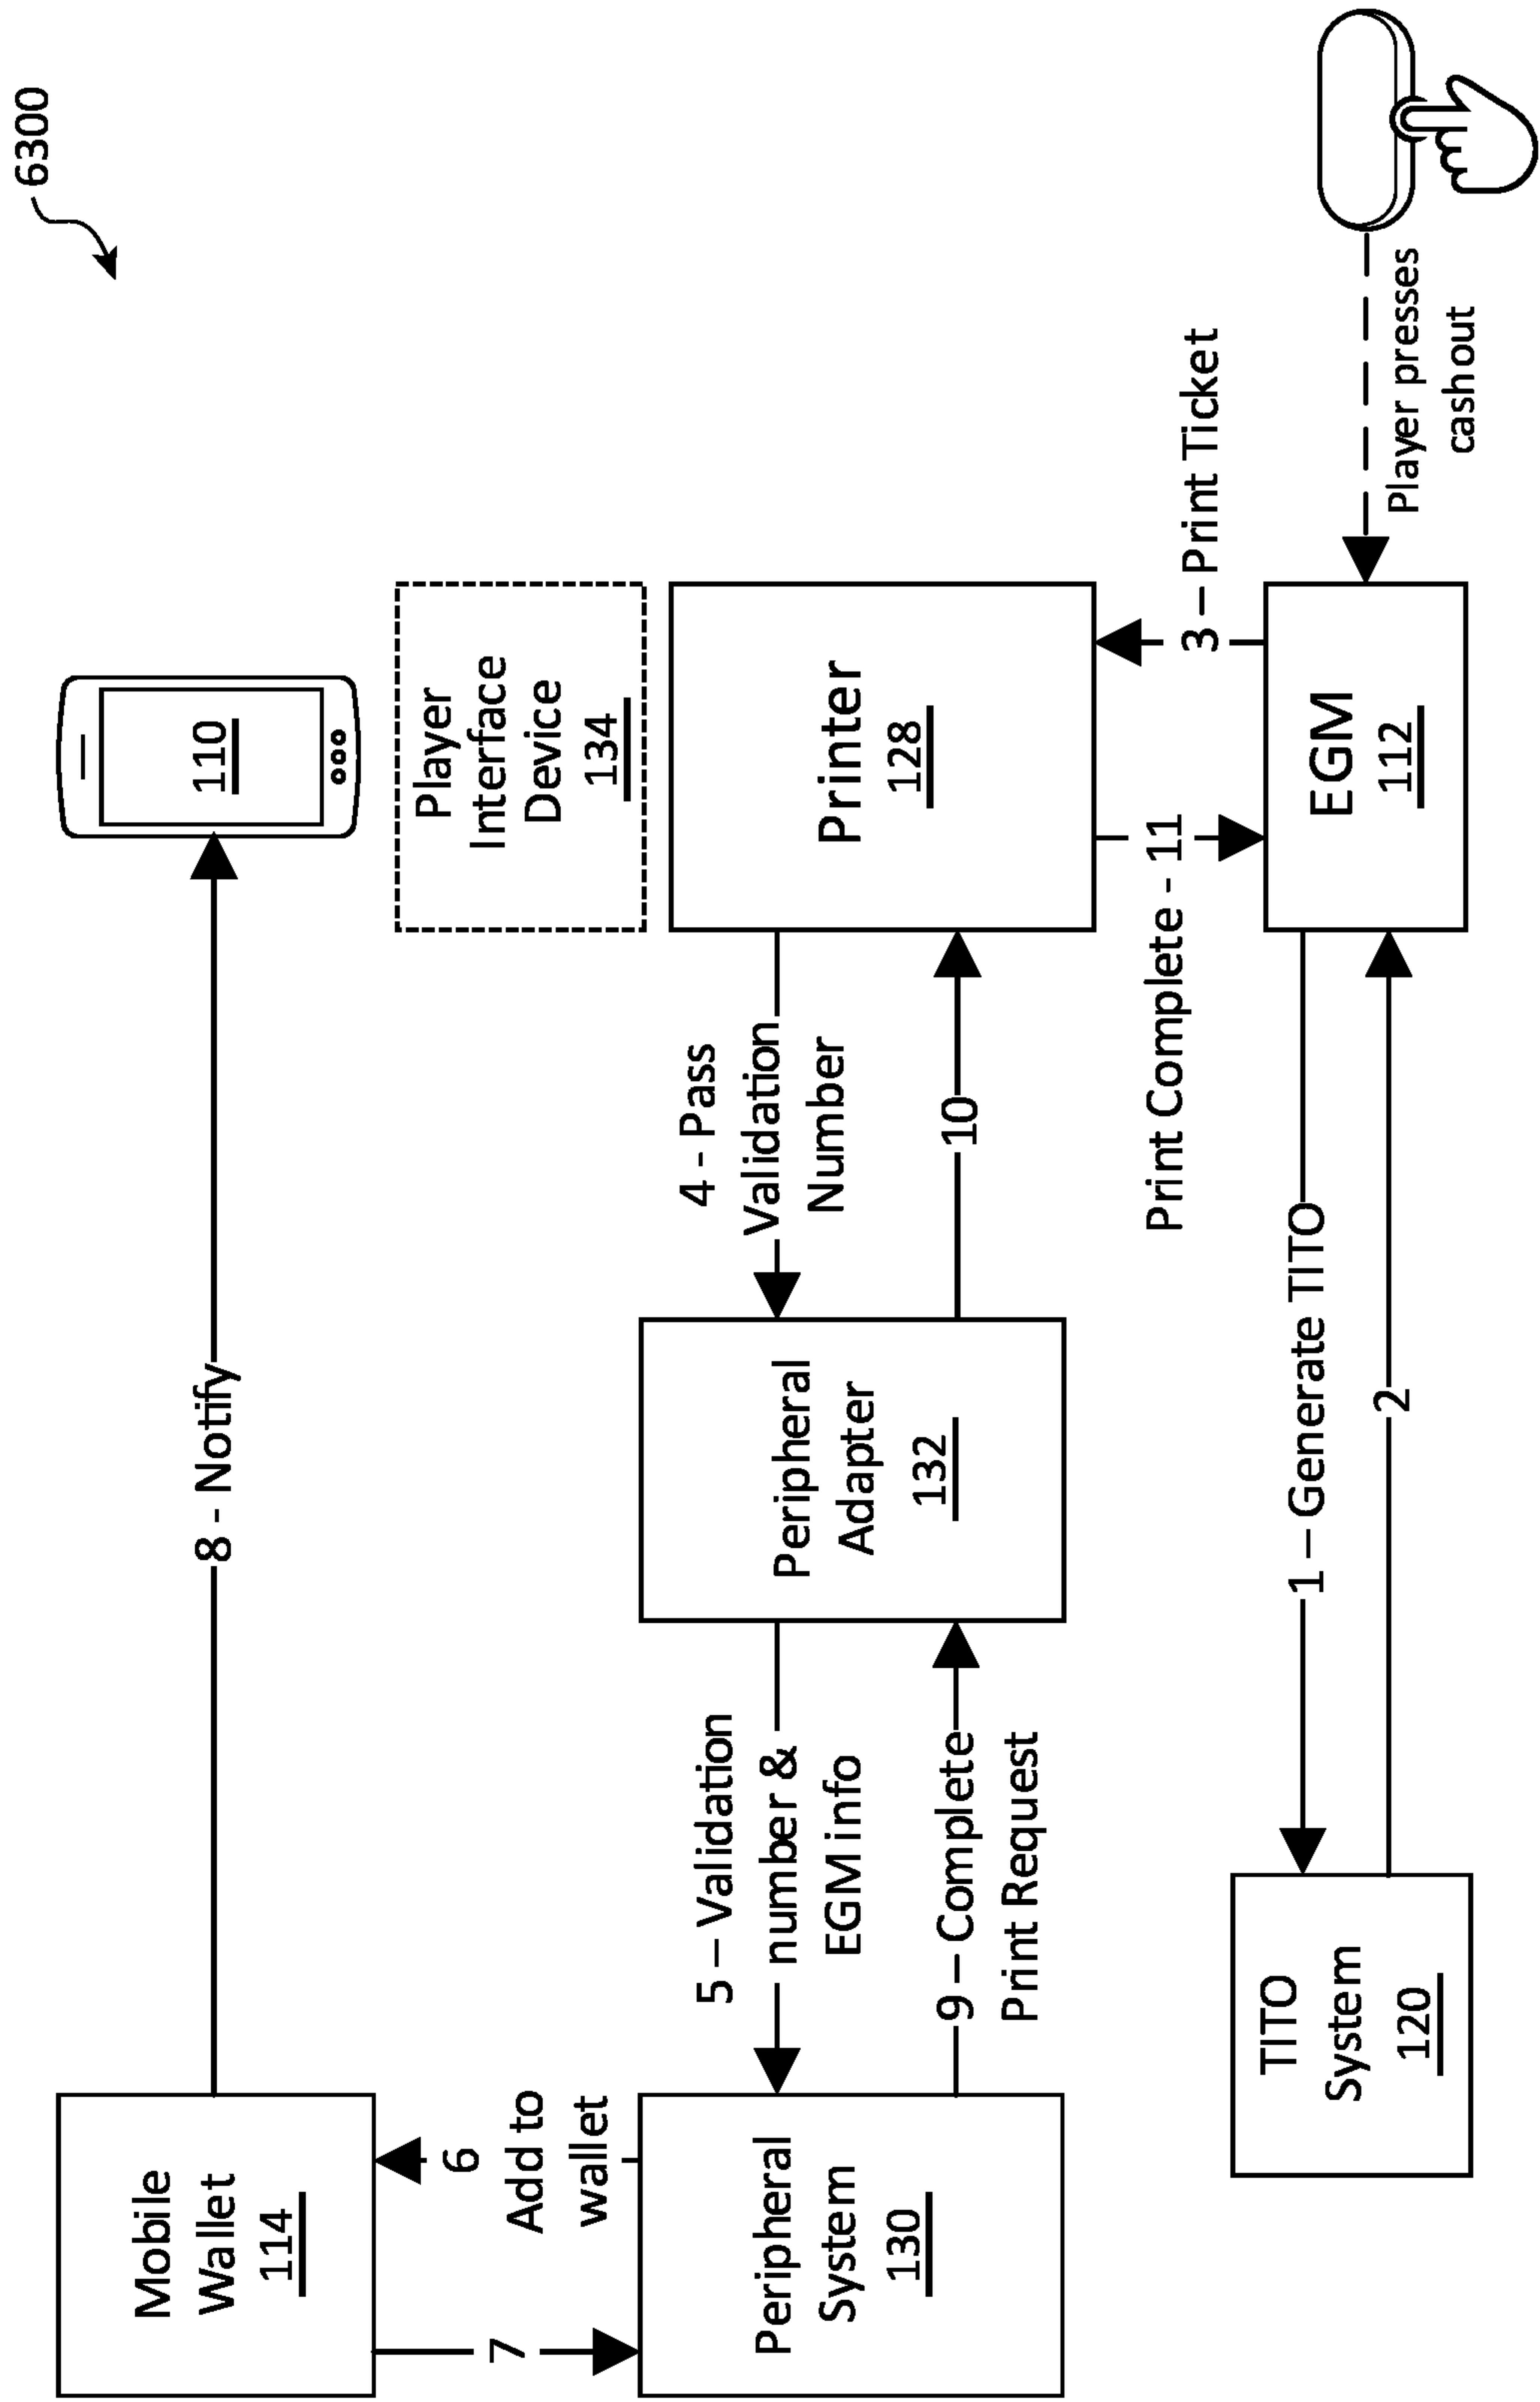 6300
Mobile
Wallet
114
8 - Notify
110
7
6
Add to
wallet
Player
Interface
Device
134
Peripheral
System
130
5 – Validation
number &
EGM info
9 – Complete
Print Request
Peripheral
Adapter
132
4 - Pass
Validation
Number
10
Printer
128
Print Complete - 11
3 – Print Ticket
TITO
System
120
1 – Generate TITO
2
EGM
112
Player presses
cashout